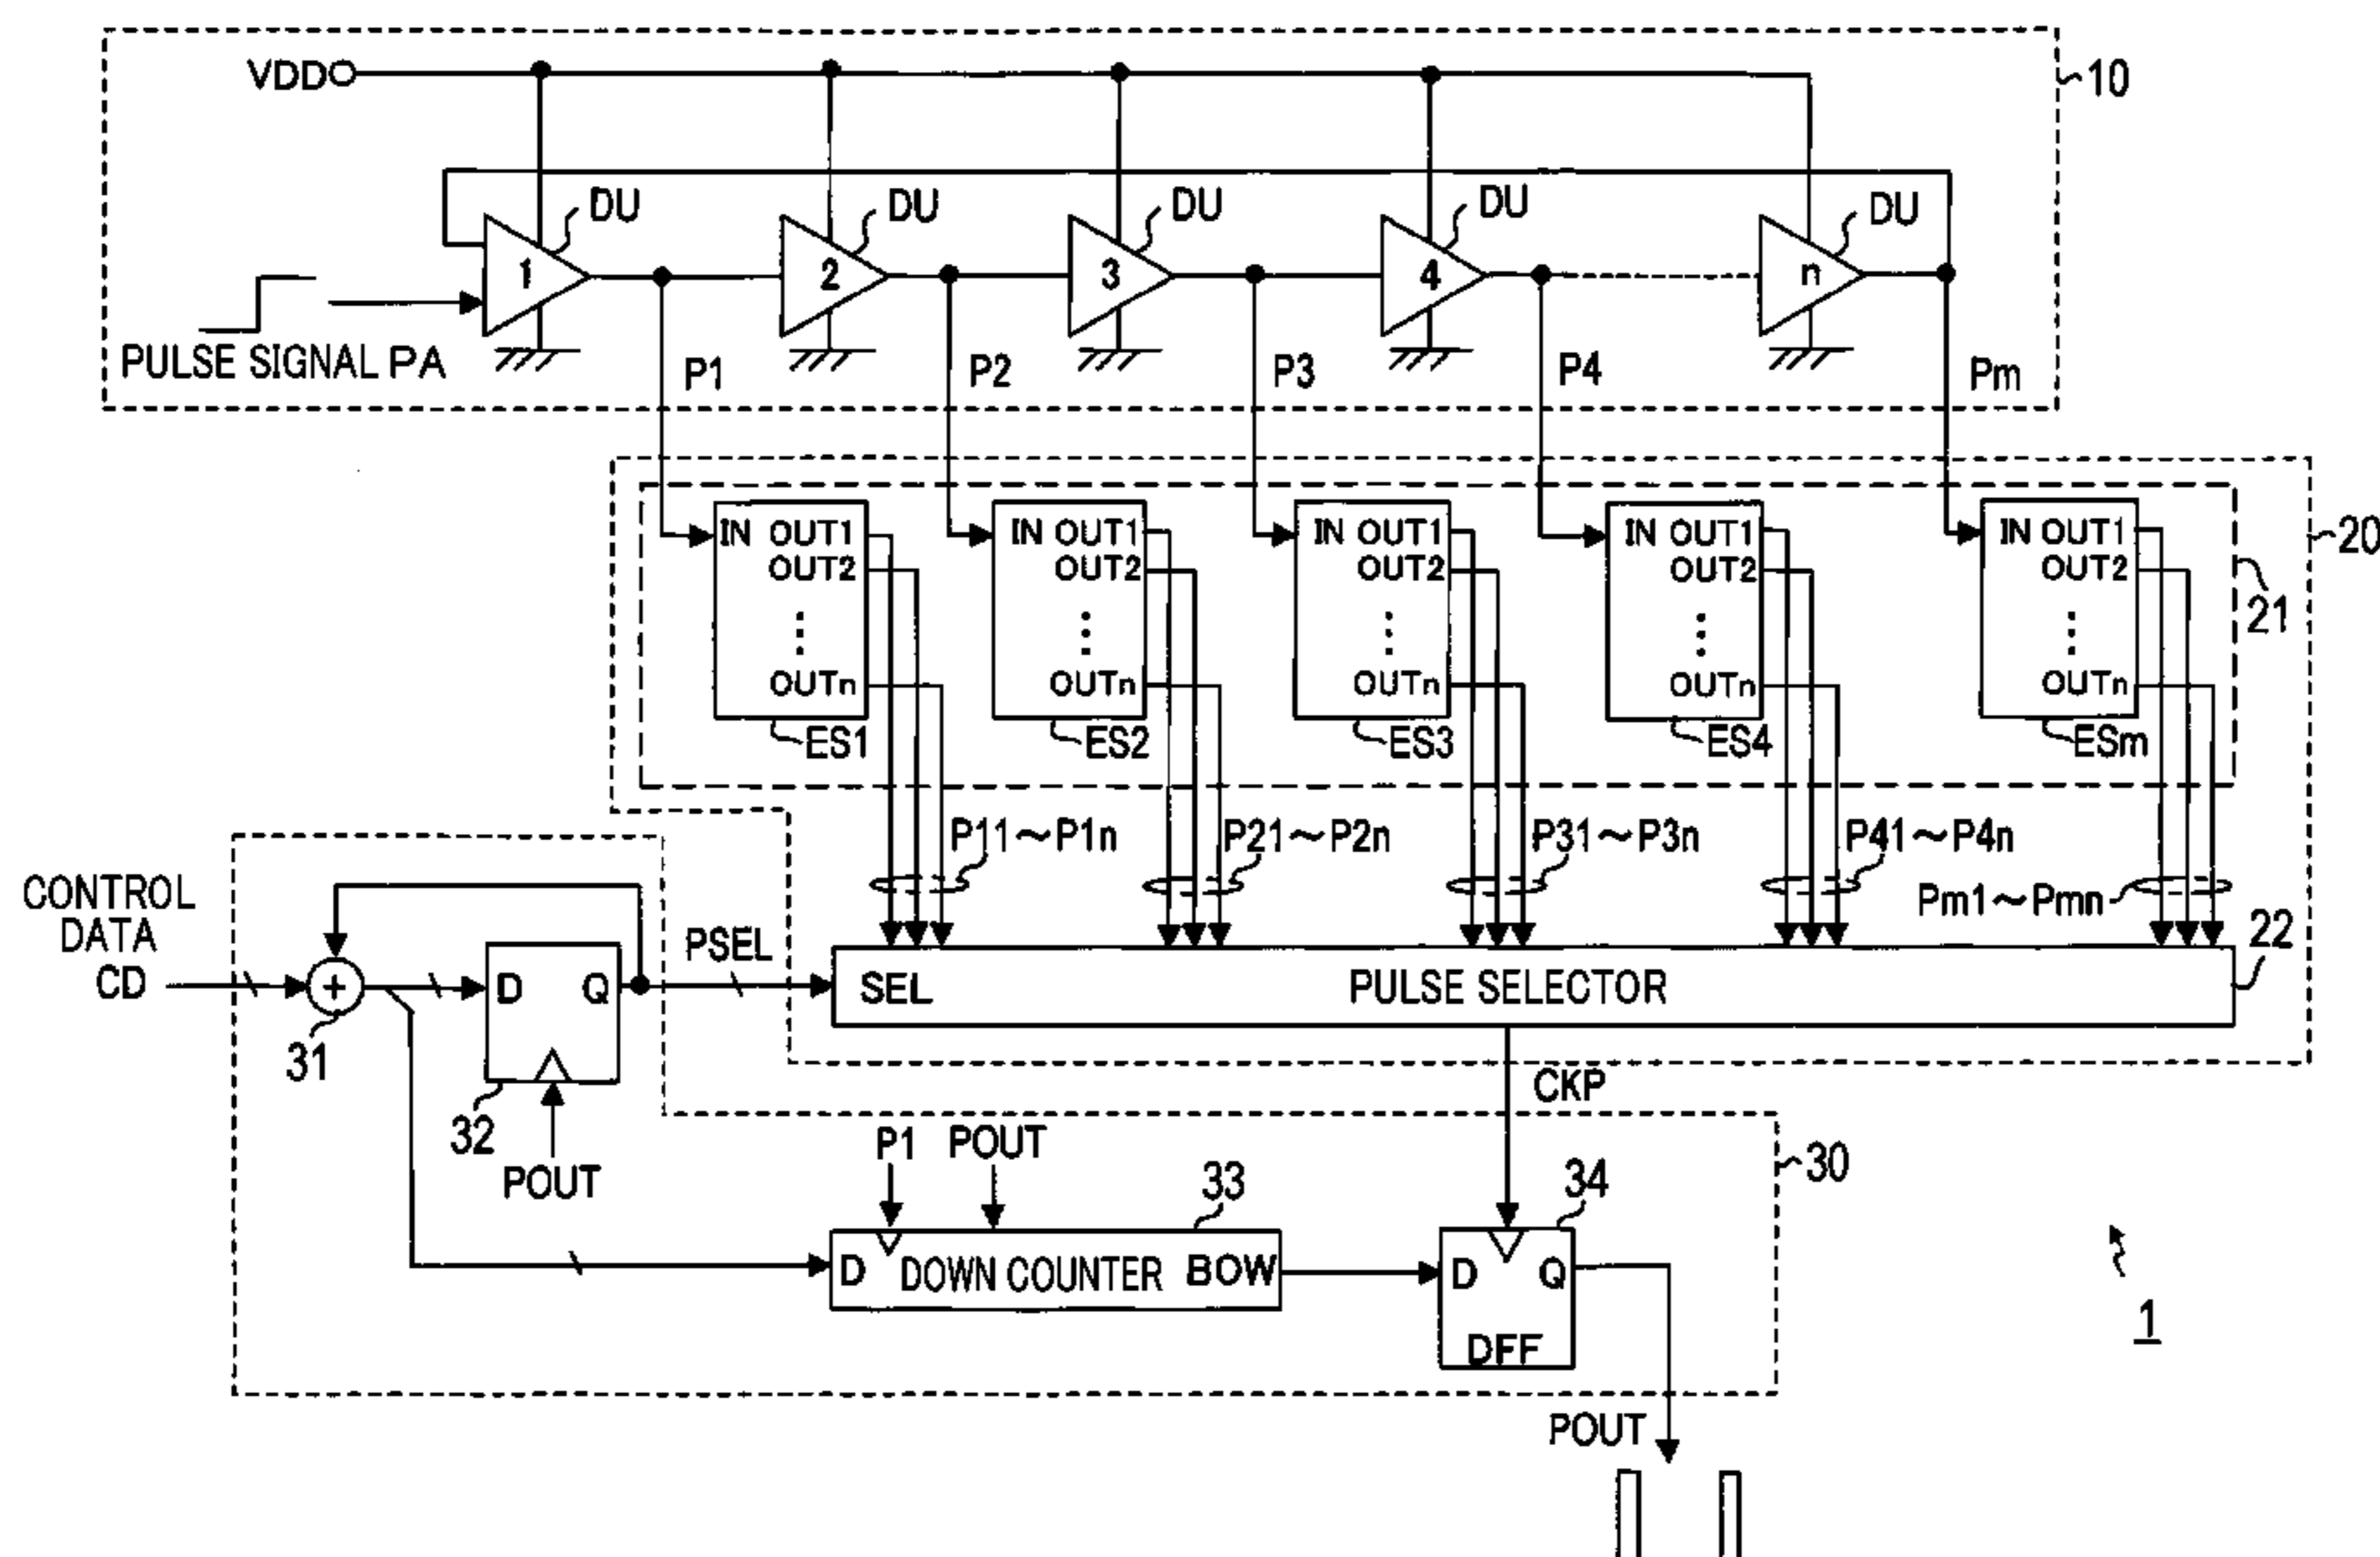 VDD
10
DU DU DU DU DU
1 2 3 4 n
PULSE SIGNAL PA
P1 P2 P3 P4 Pm
IN OUT1 IN OUT1 IN OUT1 IN OUT1 IN OUT1
OUT2 OUT2 OUT2 OUT2 OUT2
OUTn OUTn OUTn OUTn OUTn
20
21
ES1 ES2 ES3 ES4 ESm
P11~P1n P21~P2n P31~P3n P41~P4n
Pm1~Pmn
22
CONTROL
DATA
CD
+
31
D Q
32
POUT
PSEL
SEL PULSE SELECTOR
CKP
P1 POUT
33
34
30
D DOWN COUNTER BOW
D Q
DFF
POUT
1